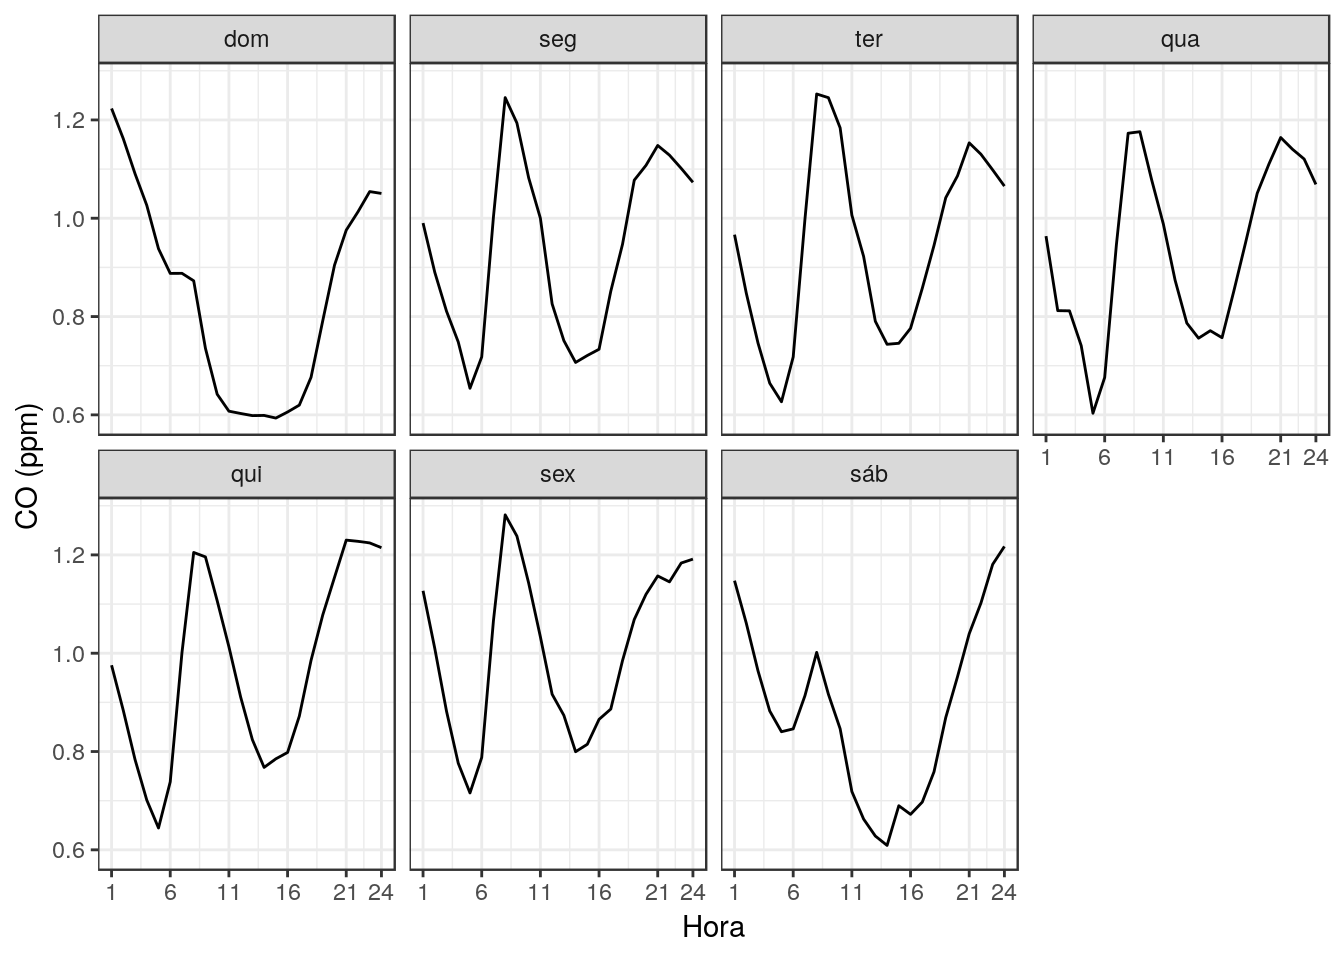 dom seg ter qua
1.2
1.0
0.8
0.6
1 6 11 16 21 24
CO (ppm)
qui sex sáb
1.2
1.0
0.8
0.6
1 6 11 16 21 24 1 6 11 16 21 24 1 6 11 16 21 24
Hora